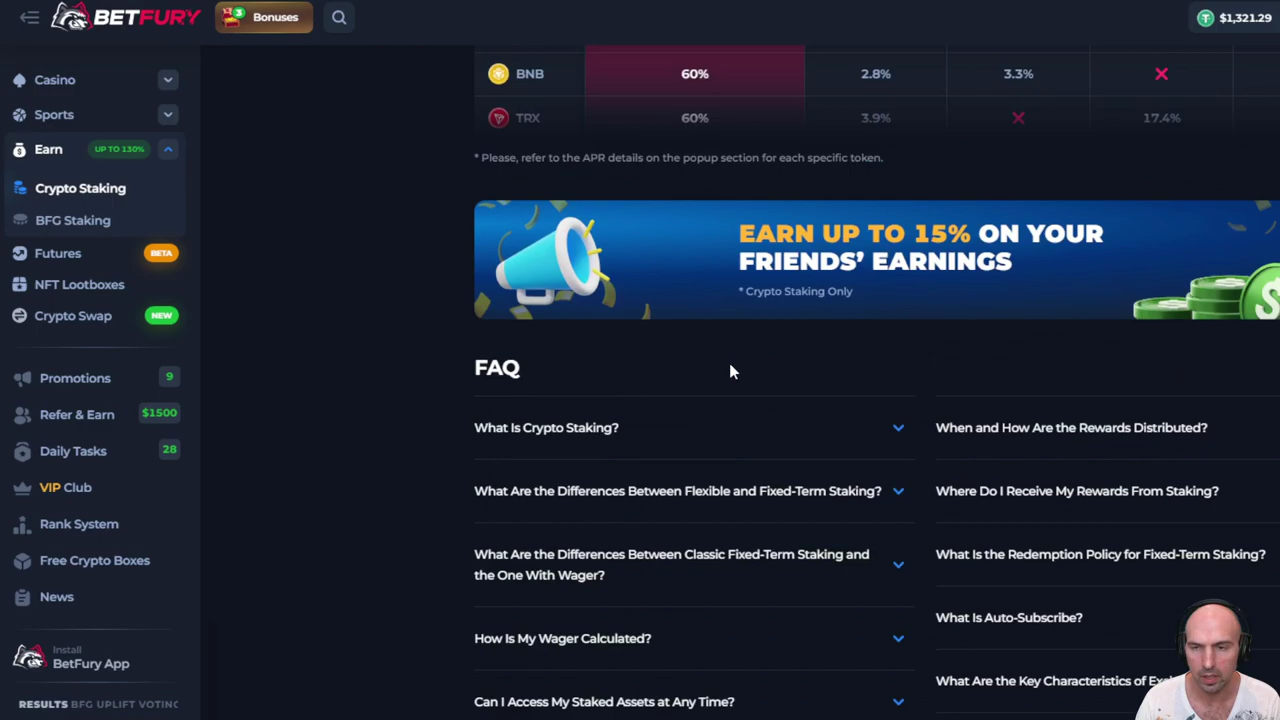 BETFURY
3
Bonuses
$1,321.29
Casino
Sports
Earn UP TO 130%
Crypto Staking
BFG Staking
Futures BETA
NFT Lootboxes
Crypto Swap NEW
Promotions 9
Refer & Earn $1500
Daily Tasks 28
VIP Club
Rank System
Free Crypto Boxes
News
Install
BetFury App
RESULTS BFG UPLIFT VOTING
BNB 60% 2.8% 3.3%
TRX 60% 3.9% 17.4%
* Please, refer to the APR details on the popup section for each specific token.
EARN UP TO 15% ON YOUR
FRIENDS’ EARNINGS
* Crypto Staking Only
FAQ
What Is Crypto Staking?
What Are the Differences Between Flexible and Fixed-Term Staking?
What Are the Differences Between Classic Fixed-Term Staking and
the One With Wager?
How Is My Wager Calculated?
Can I Access My Staked Assets at Any Time?
When and How Are the Rewards Distributed?
Where Do I Receive My Rewards From Staking?
What Is the Redemption Policy for Fixed-Term Staking?
What Is Auto-Subscribe?
What Are the Key Characteristics of